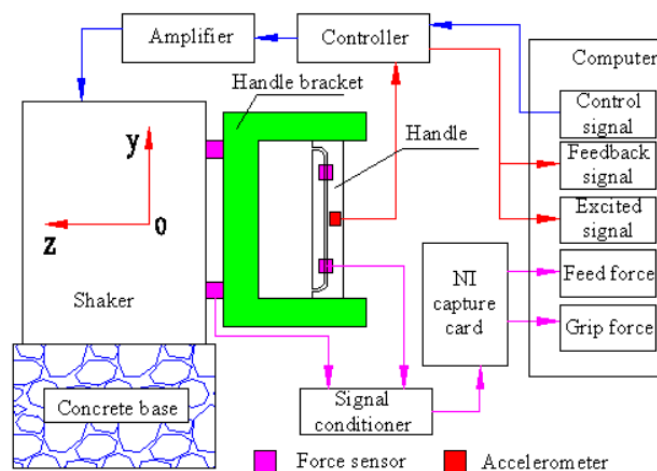 Amplifier
Controller
Computer
Handle bracket
Control
signal
Handle
Feedback
signal
y
z
0
Excited
signal
Shaker
NI
capture
card
Feed force
Grip force
Concrete base
Signal
conditioner
Force sensor
Accelerometer